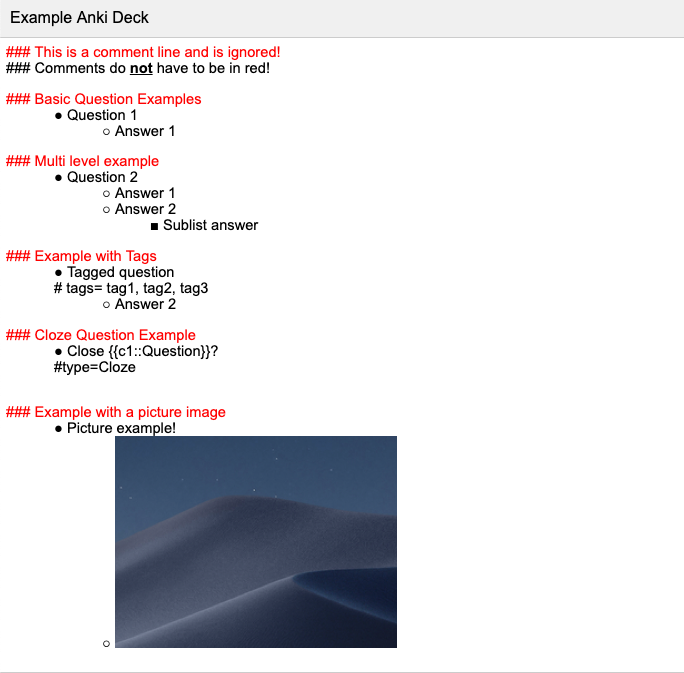 Example Anki Deck
### This is a comment line and is ignored!
### Comments do not have to be in red!
### Basic Question Examples
● Question 1
○ Answer 1
### Multi level example
● Question 2
○ Answer 1
○ Answer 2
■ Sublist answer
### Example with Tags
● Tagged question
# tags= tag1, tag2, tag3
○ Answer 2
### Cloze Question Example
● Close {{c1::Question}}?
#type=Cloze
### Example with a picture image
● Picture example!
○